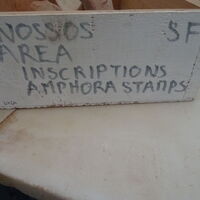 NOSSOS SF
AREA
INSCRIPTIONS
AMPHORA STAMPS